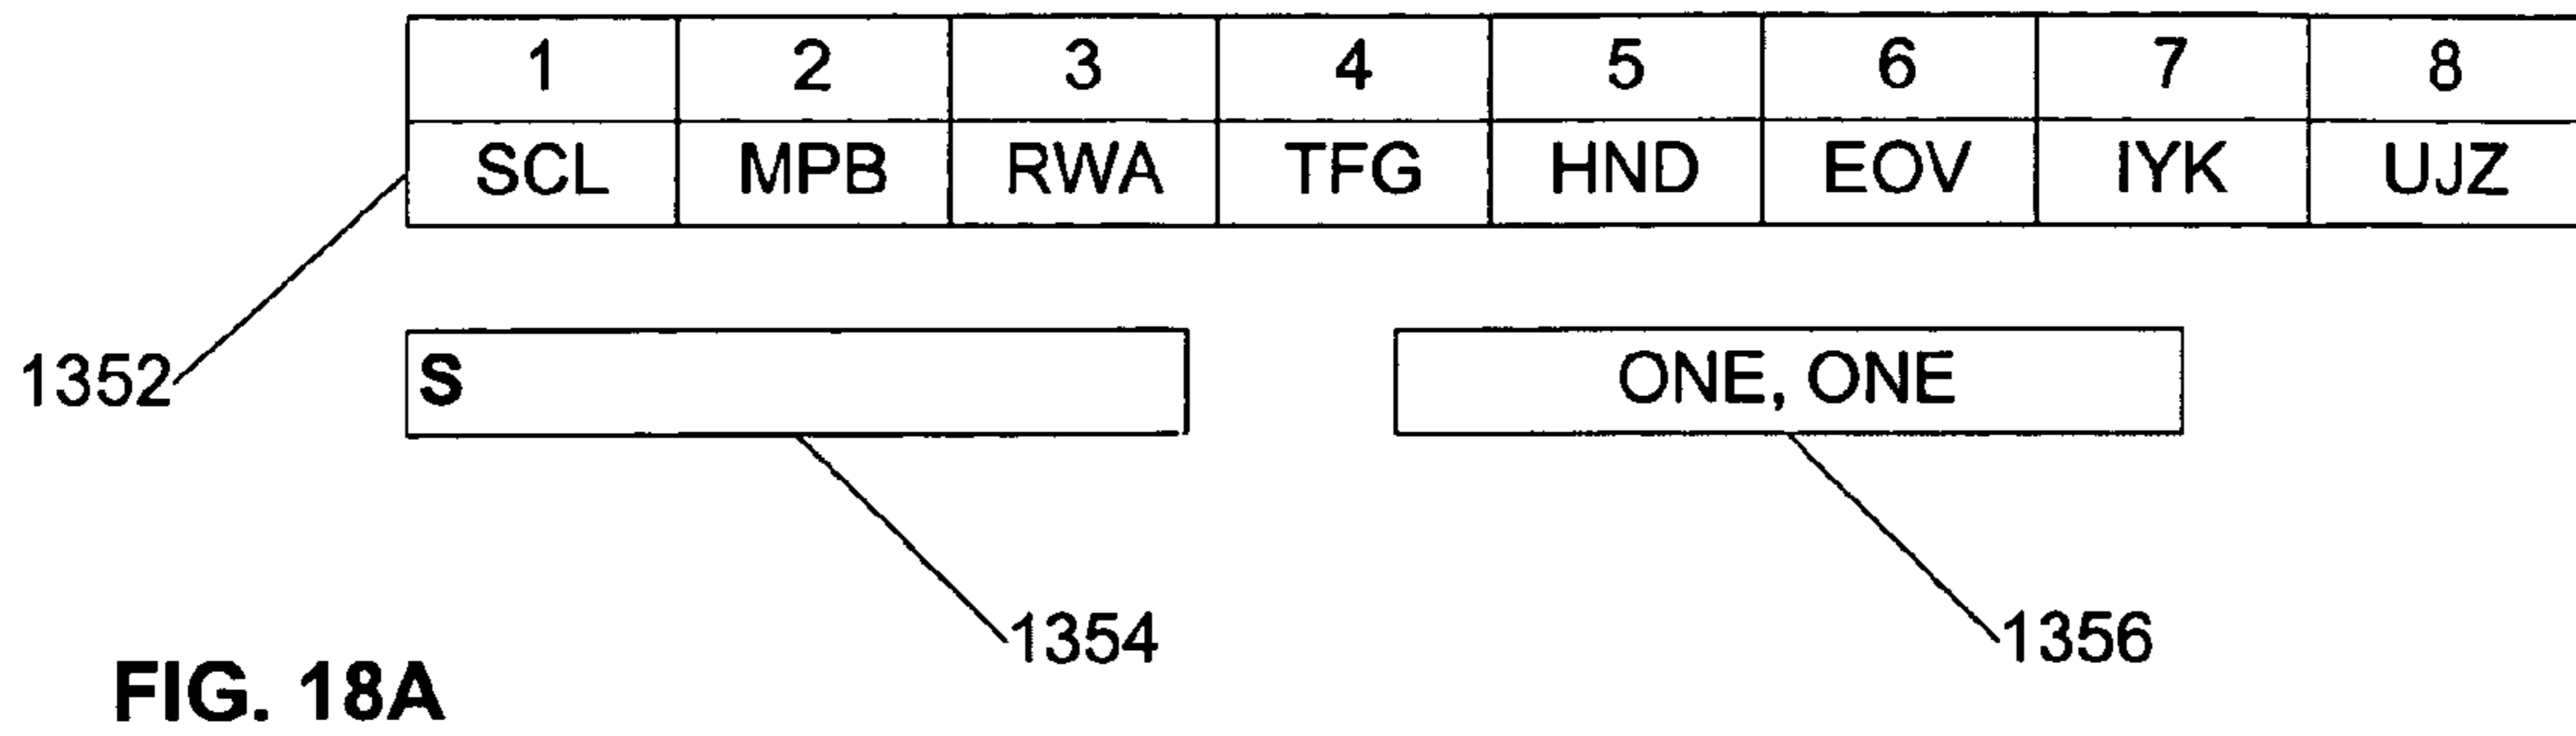 1 2 3 4 5 6 7 8
SCL MPB RWA TFG HND EOV IYK UJZ
1352 S ONE, ONE
1354 1356
FIG. 18A